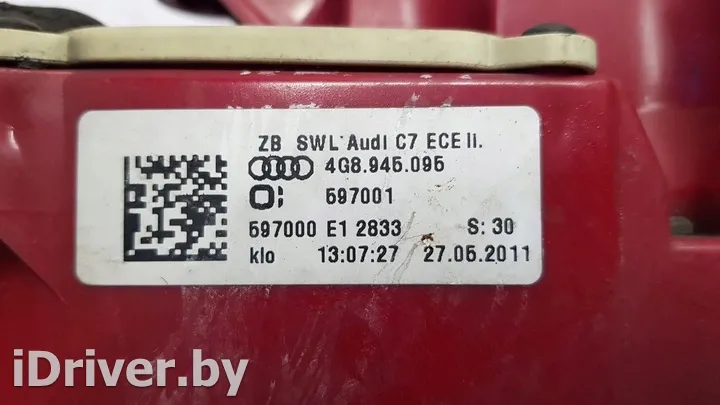 ZB SWL Audi C7 ECE li.
4G8.945.095
597001
597000 E1 2833 S: 30
klo 13:07:27 27.05.2011
iDriver.by